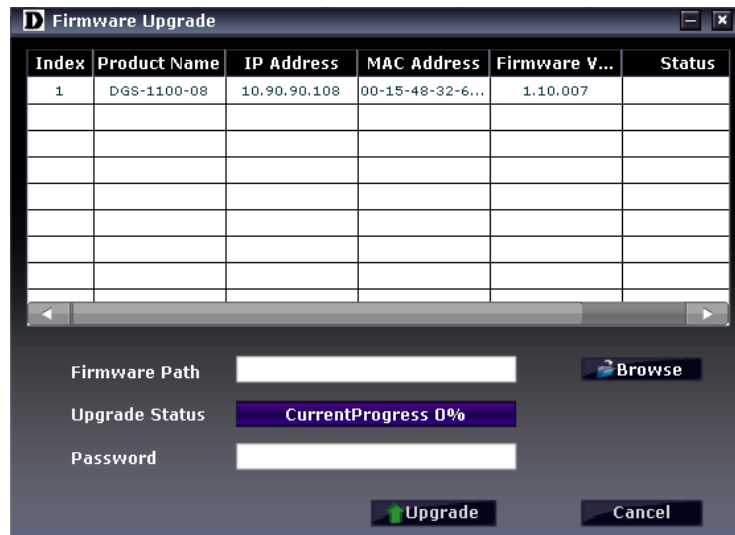 D Firmware Upgrade
Index Product Name IP Address MAC Address Firmware V... Status
1 DGS-1100-08 10.90.90.108 00-15-48-32-6... 1.10.007
Firmware Path Browse
Upgrade Status CurrentProgress 0%
Password
Upgrade Cancel